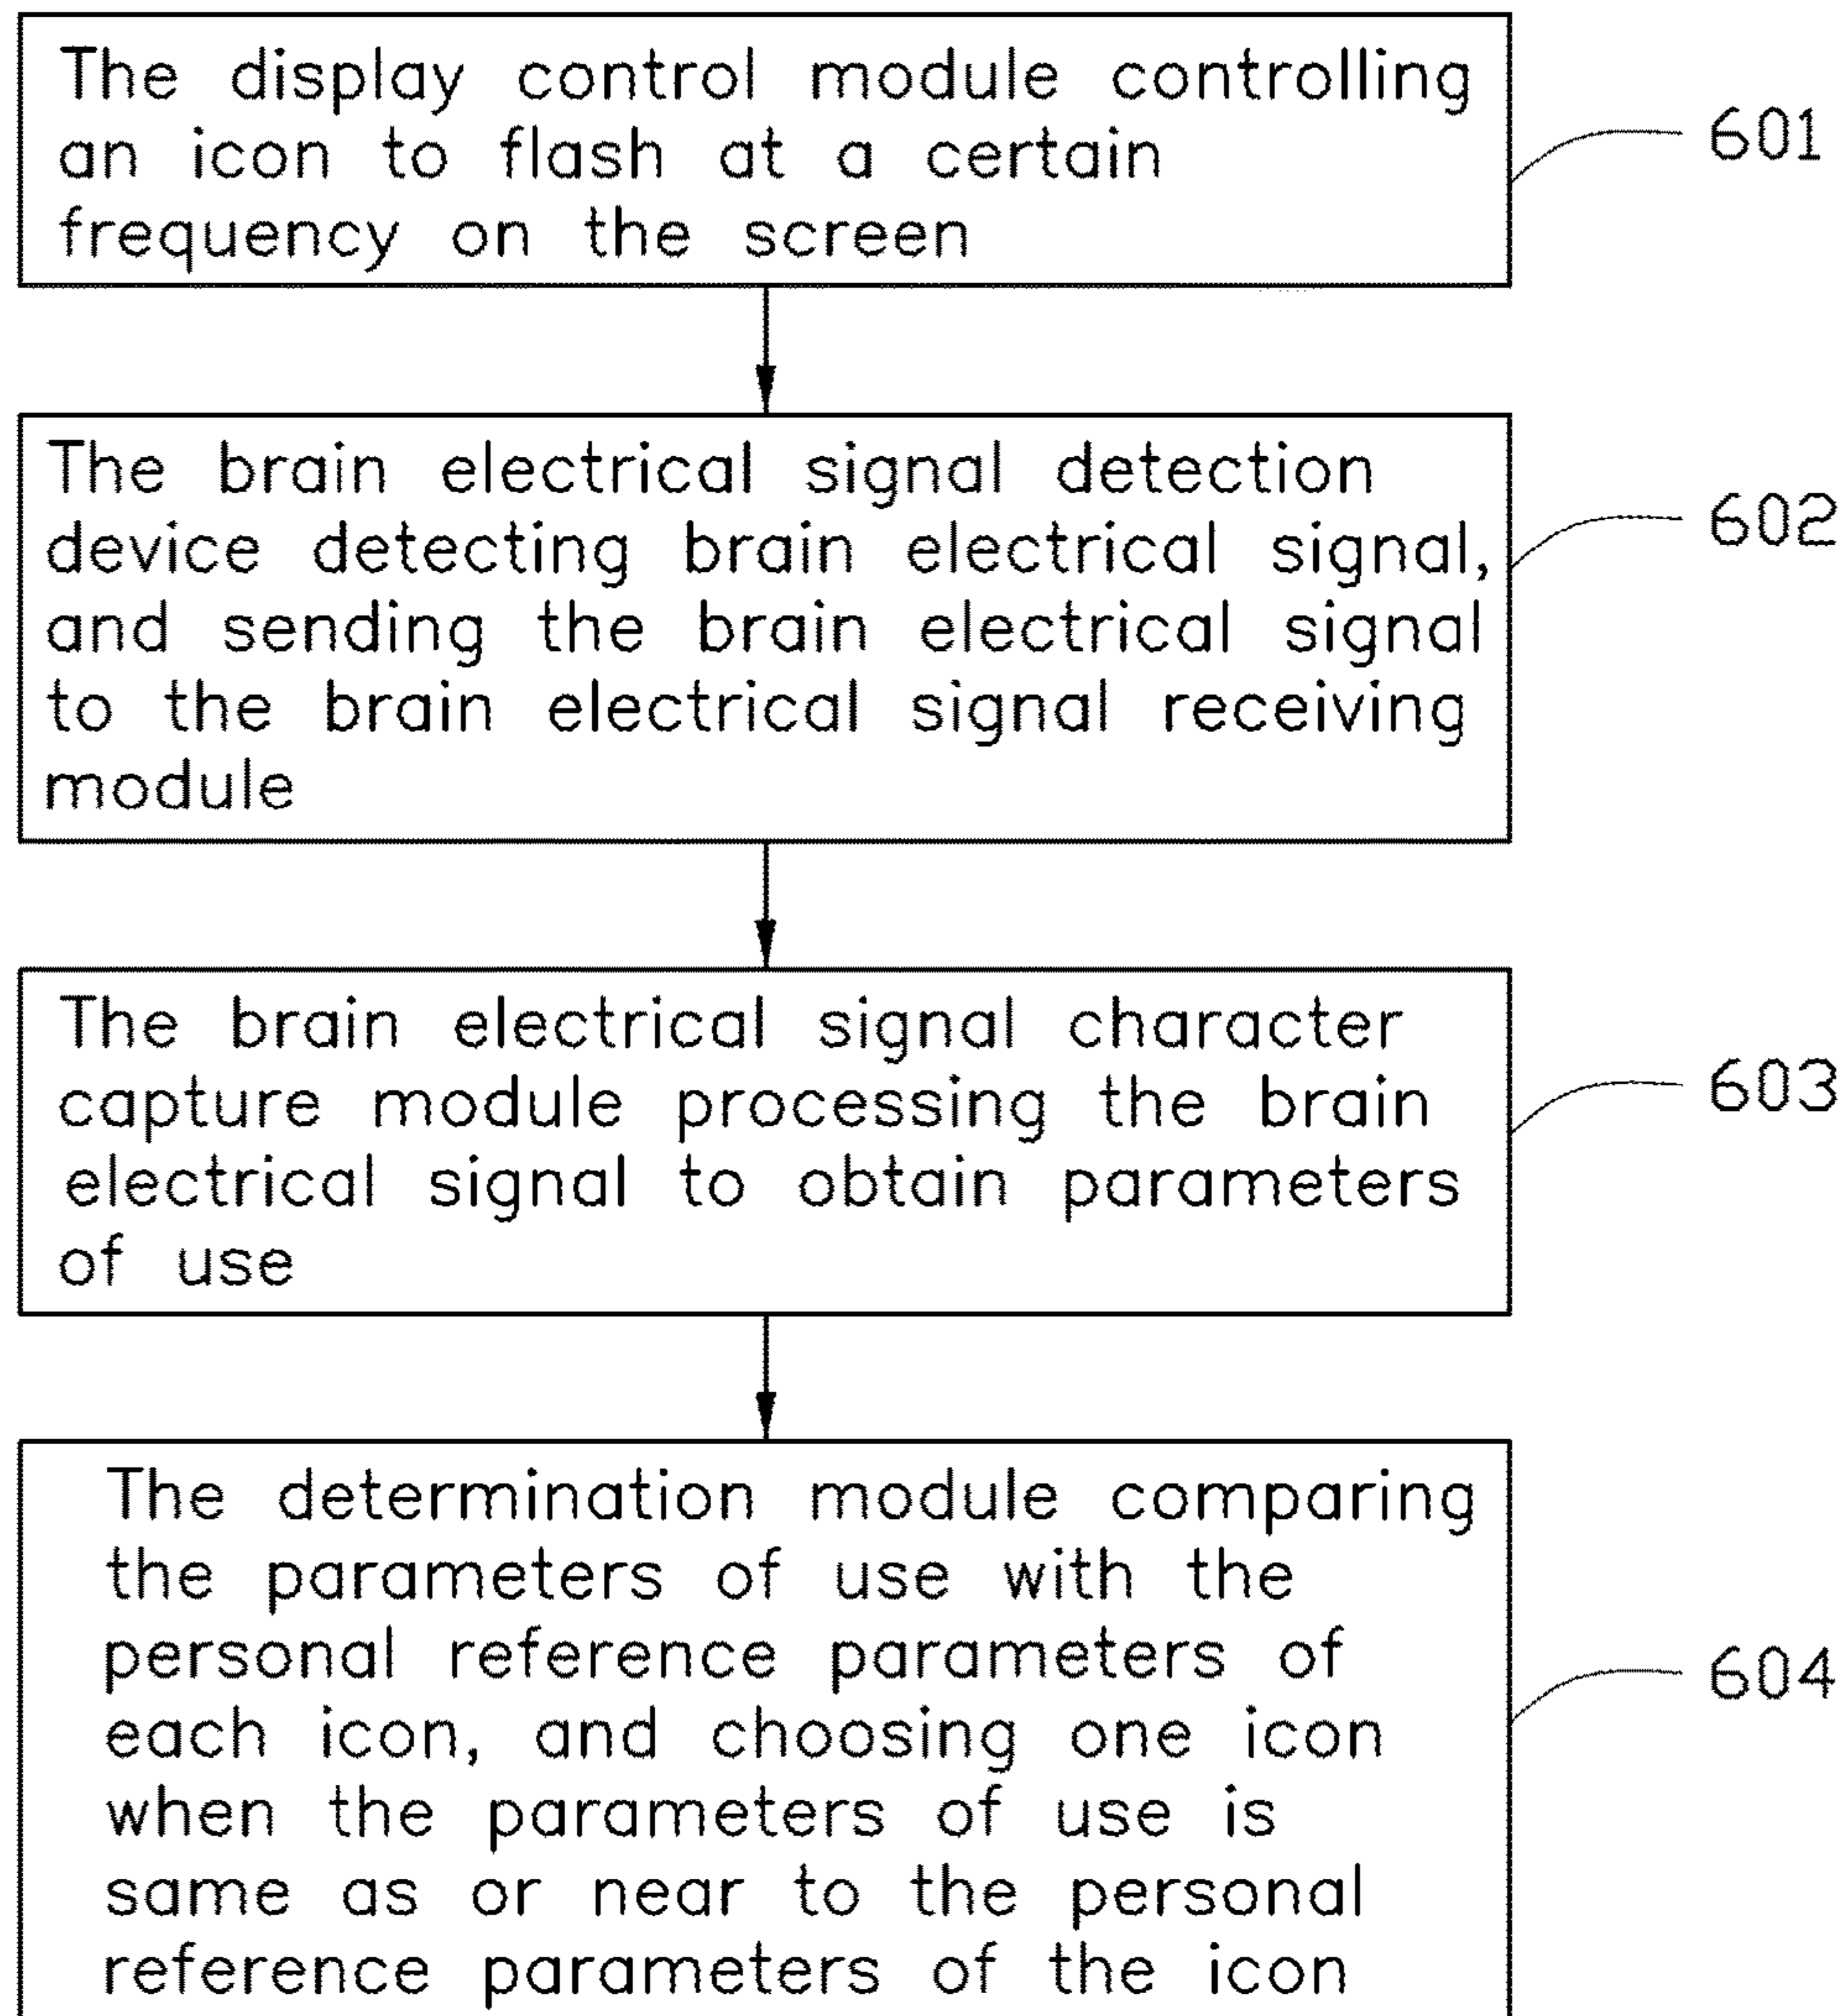 The display control module controlling
an icon to flash at a certain
frequency on the screen
601
The brain electrical signal detection
device detecting brain electrical signal,
and sending the brain electrical signal
to the brain electrical signal receiving
module
602
The brain electrical signal character
capture module processing the brain
electrical signal to obtain parameters
of use
603
The determination module comparing
the parameters of use with the
personal reference parameters of
each icon, and choosing one icon
when the parameters of use is
same as or near to the personal
reference parameters of the icon
604